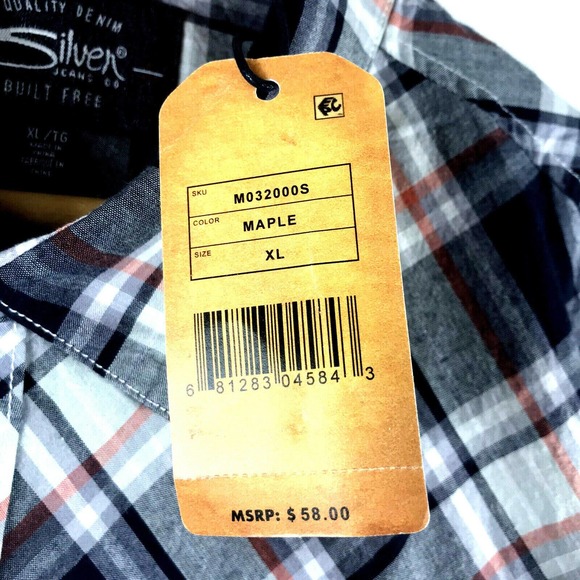 QUALITY DENIM
Silver®
JEANS CO
BUILT FREE
XL/TG
SKU M032000S
COLOR MAPLE
SIZE XL
6 81283 04584 3
MSRP: $58.00